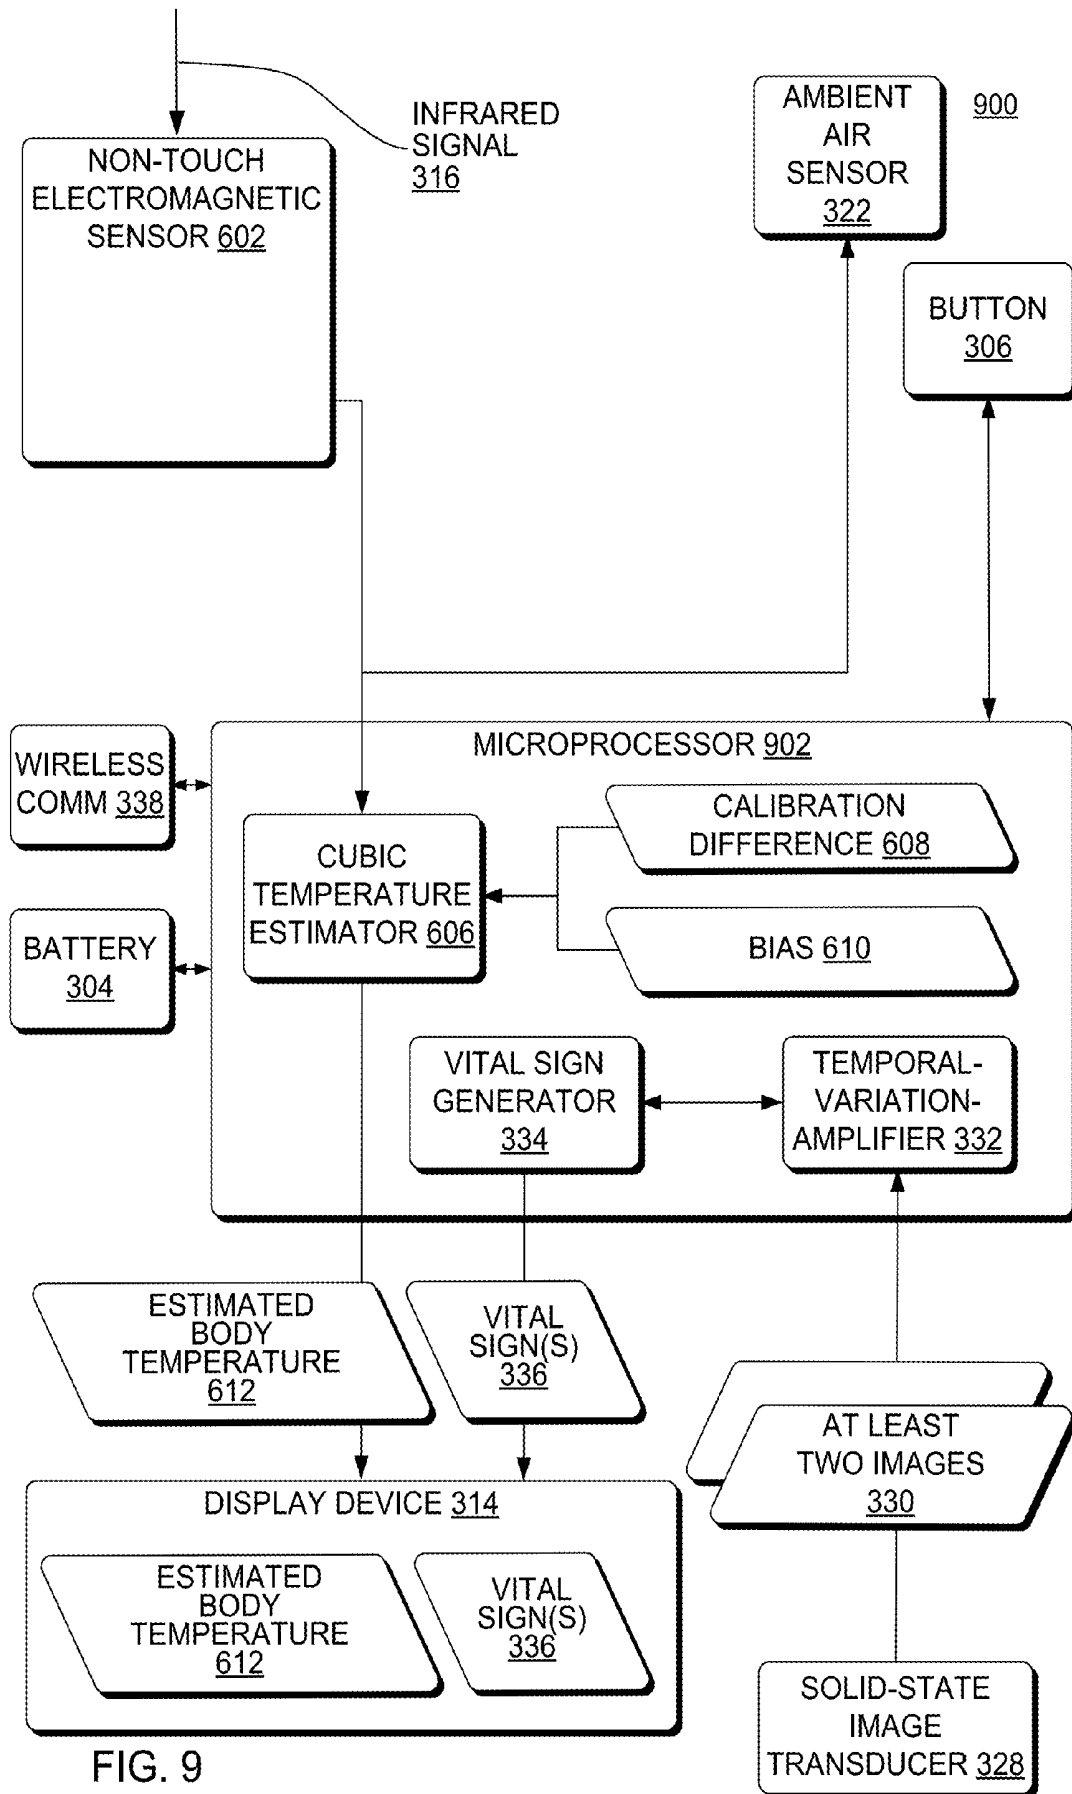 INFRARED
SIGNAL
316
AMBIENT
AIR
SENSOR
322
900
NON-TOUCH
ELECTROMAGNETIC
SENSOR 602
BUTTON
306
MICROPROCESSOR 902
WIRELESS
COMM 338
CALIBRATION
DIFFERENCE 608
CUBIC
TEMPERATURE
ESTIMATOR 606
BATTERY
304
BIAS 610
VITAL SIGN
GENERATOR
334
TEMPORAL-
VARIATION-
AMPLIFIER 332
ESTIMATED
BODY
TEMPERATURE
612
VITAL
SIGN(S)
336
AT LEAST
TWO IMAGES
330
DISPLAY DEVICE 314
ESTIMATED
BODY
TEMPERATURE
612
VITAL
SIGN(S)
336
SOLID-STATE
IMAGE
TRANSDUCER 328
FIG. 9